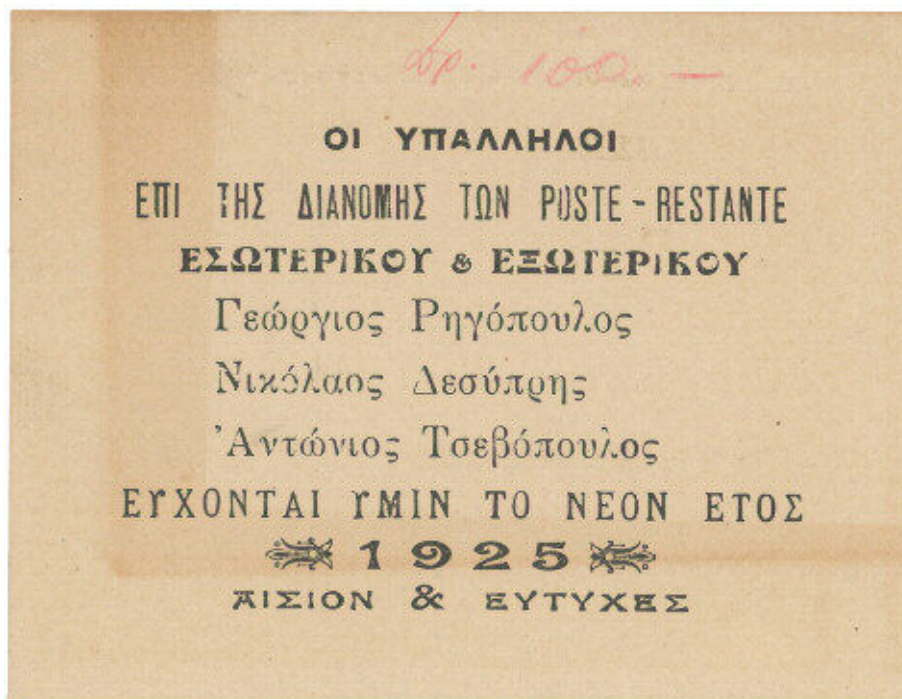 Δρ. 100. —
ΟΙ ΥΠΑΛΛΗΛΟΙ
ΕΠΙ ΤΗΣ ΔΙΑΝΟΜΗΣ ΤΩΝ POSTE - RESTANTE
ΕΣΩΤΕΡΙΚΟΥ & ΕΞΩΤΕΡΙΚΟΥ
Γεώργιος Ρηγόπουλος
Νικόλαος Δεσύπρης
Ἀντώνιος Τσεβόπουλος
ΕΥΧΟΝΤΑΙ ΥΜΙΝ ΤΟ ΝΕΟΝ ΕΤΟΣ
1925
ΑΙΣΙΟΝ & ΕΥΤΥΧΕΣ